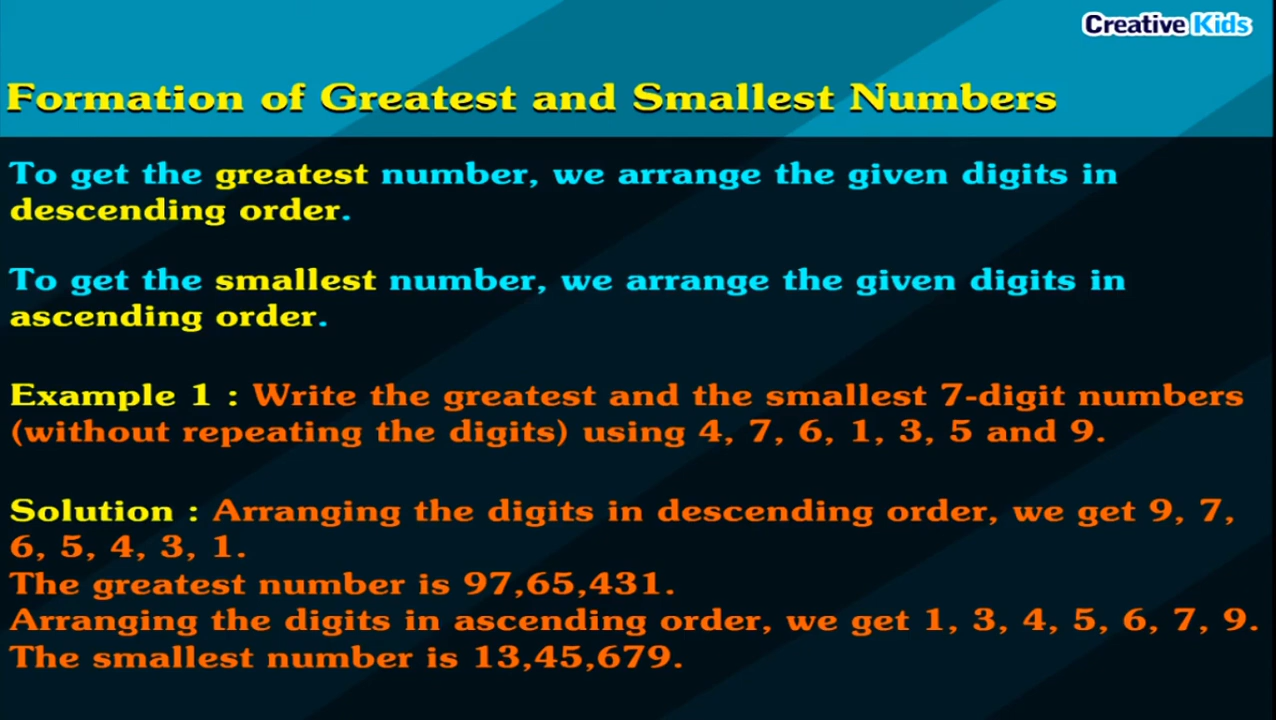 Creative Kids
Formation of Greatest and Smallest Numbers
To get the greatest number, we arrange the given digits in
descending order.
To get the smallest number, we arrange the given digits in
ascending order.
Example 1 : Write the greatest and the smallest 7-digit numbers
(without repeating the digits) using 4, 7, 6, 1, 3, 5 and 9.
Solution : Arranging the digits in descending order, we get 9, 7,
6, 5, 4, 3, 1.
The greatest number is 97,65,431.
Arranging the digits in ascending order, we get 1, 3, 4, 5, 6, 7, 9.
The smallest number is 13,45,679.